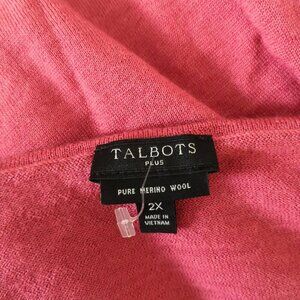 TALBOTS
PLUS
PURE MERINO WOOL
2X
MADE IN
VIETNAM